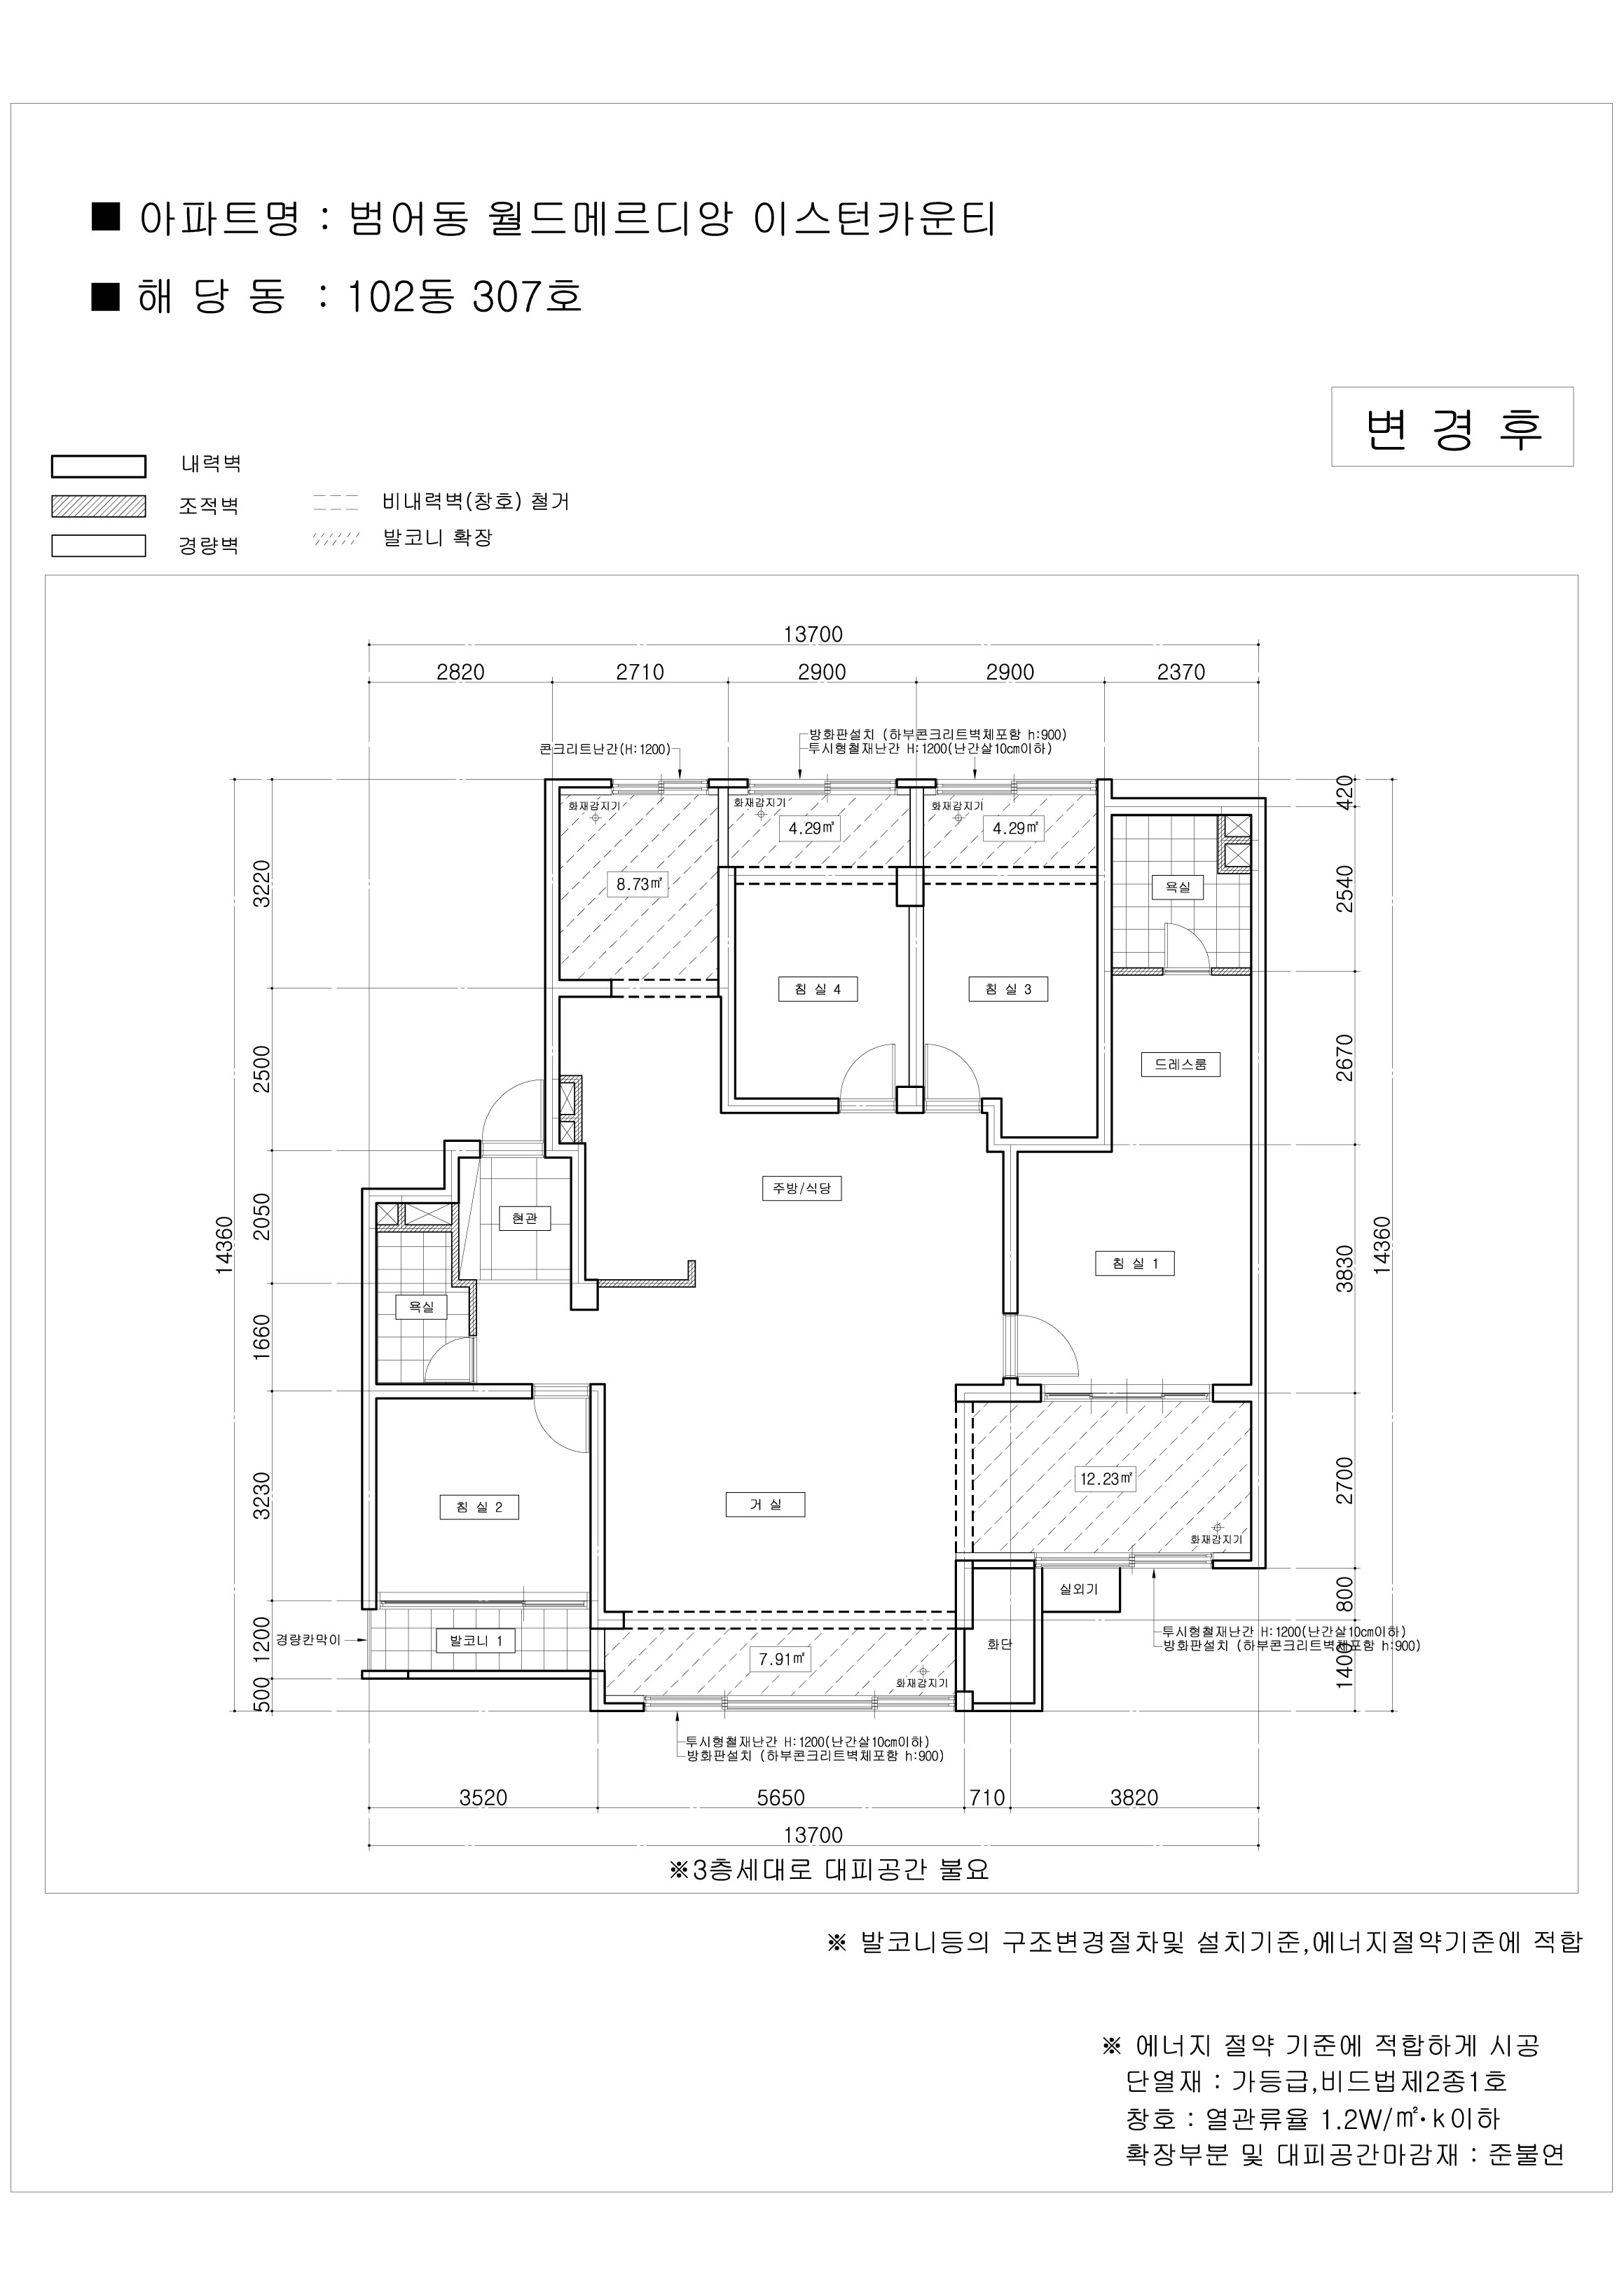 ■ 아파트명 : 범어동 월드메르디앙 이스턴카운티
■ 해 당 동 : 102동 307호
변 경 후
내력벽
조적벽
경량벽
비내력벽(창호) 철거
발코니 확장
13700
2820 2710 2900 2900 2370
콘크리트난간(H:1200)
방화판설치 (하부콘크리트벽체포함 h:900)
투시형철재난간 H:1200(난간살10cm이하)
화재감지기
화재감지기
화재감지기
4.29㎡
4.29㎡
8.73㎡
욕실
침 실 4
침 실 3
드레스룸
주방/식당
현관
침 실 1
욕실
12.23㎡
화재감지기
침 실 2
거 실
실외기
경량칸막이
발코니 1
화단
7.91㎡
화재감지기
투시형철재난간 H:1200(난간살10cm이하)
방화판설치 (하부콘크리트벽체포함 h:900)
투시형철재난간 H:1200(난간살10cm이하)
방화판설치 (하부콘크리트벽체포함 h:900)
14360
3220
2500
2050
1660
3230
1200
500
420
2540
2670
3830
2700
800
1400
14360
3520 5650 710 3820
13700
※3층세대로 대피공간 불요
※ 발코니등의 구조변경절차및 설치기준,에너지절약기준에 적합
※ 에너지 절약 기준에 적합하게 시공
단열재 : 가등급,비드법제2종1호
창호 : 열관류율 1.2W/㎡·k이하
확장부분 및 대피공간마감재 : 준불연